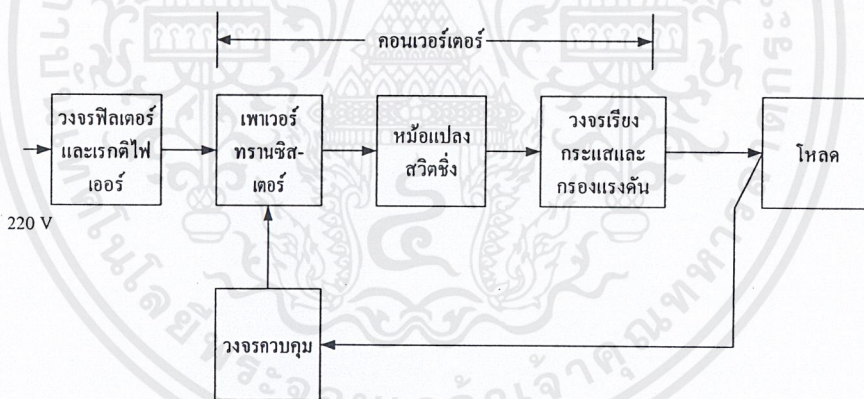 คอนเวอร์เตอร์
วงจรฟิลเตอร์
และเรกติไฟ
เออร์
เพาเวอร์
ทรานซิส-
เตอร์
หม้อแปลง
สวิตชิ่ง
วงจรเรียง
กระแสและ
กรองแรงดัน
โหลด
220 V
วงจรควบคุม